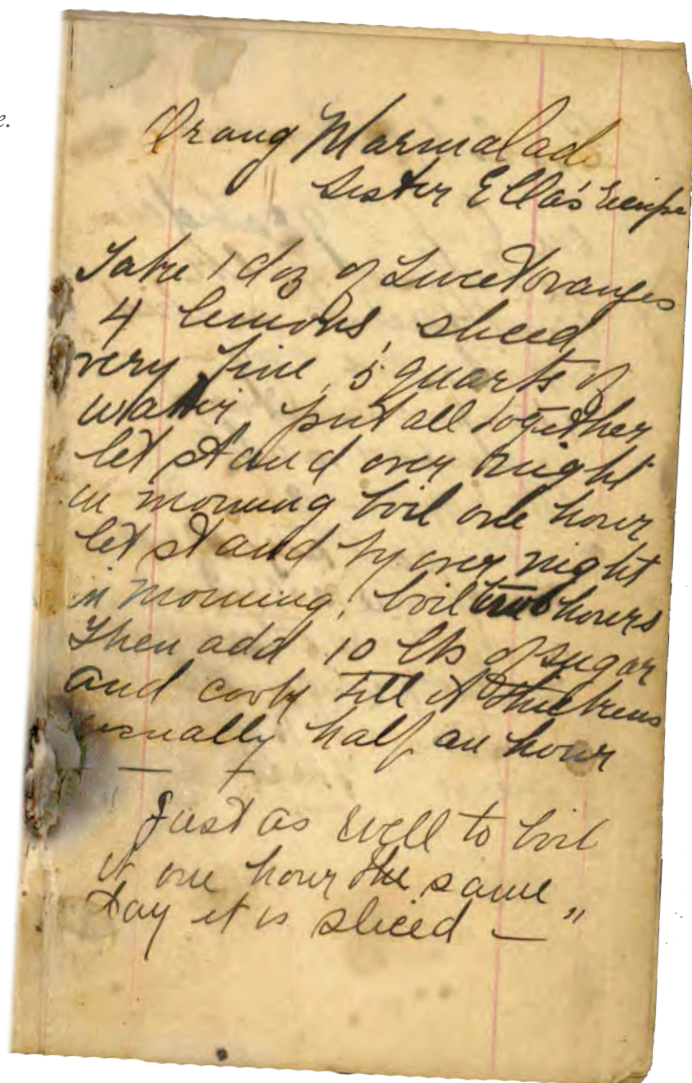 e.
Orang Marmalade
Sister Ella's Recipe
Take 1 doz of Sweet oranges
4 lemons, sliced
very fine, 5 quarts of
water put all together
let stand over night
in morning boil one hour
let stand over night
in morning, boil two hours
Then add 10 lbs of sugar
and cook till it thickens
usually half an hour
"Just as well to boil
it one hour the same
day it is sliced — "